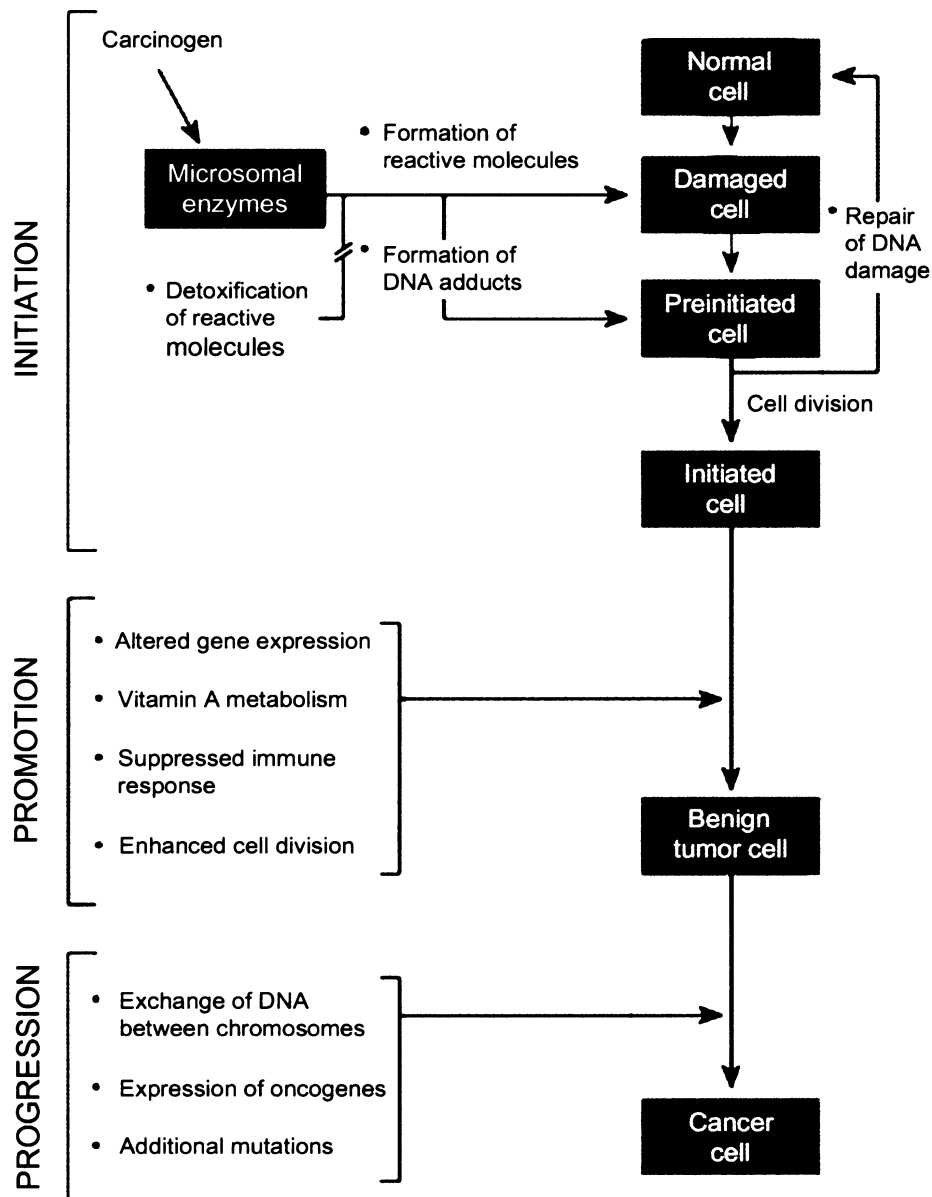 INITIATION
Carcinogen
Microsomal
enzymes
• Formation of
reactive molecules
• Formation of
DNA adducts
• Detoxification
of reactive
molecules
Normal
cell
Damaged
cell
• Repair
of DNA
damage
Preinitiated
cell
Cell division
Initiated
cell
PROMOTION
• Altered gene expression
• Vitamin A metabolism
• Suppressed immune
response
• Enhanced cell division
Benign
tumor cell
PROGRESSION
• Exchange of DNA
between chromosomes
• Expression of oncogenes
• Additional mutations
Cancer
cell